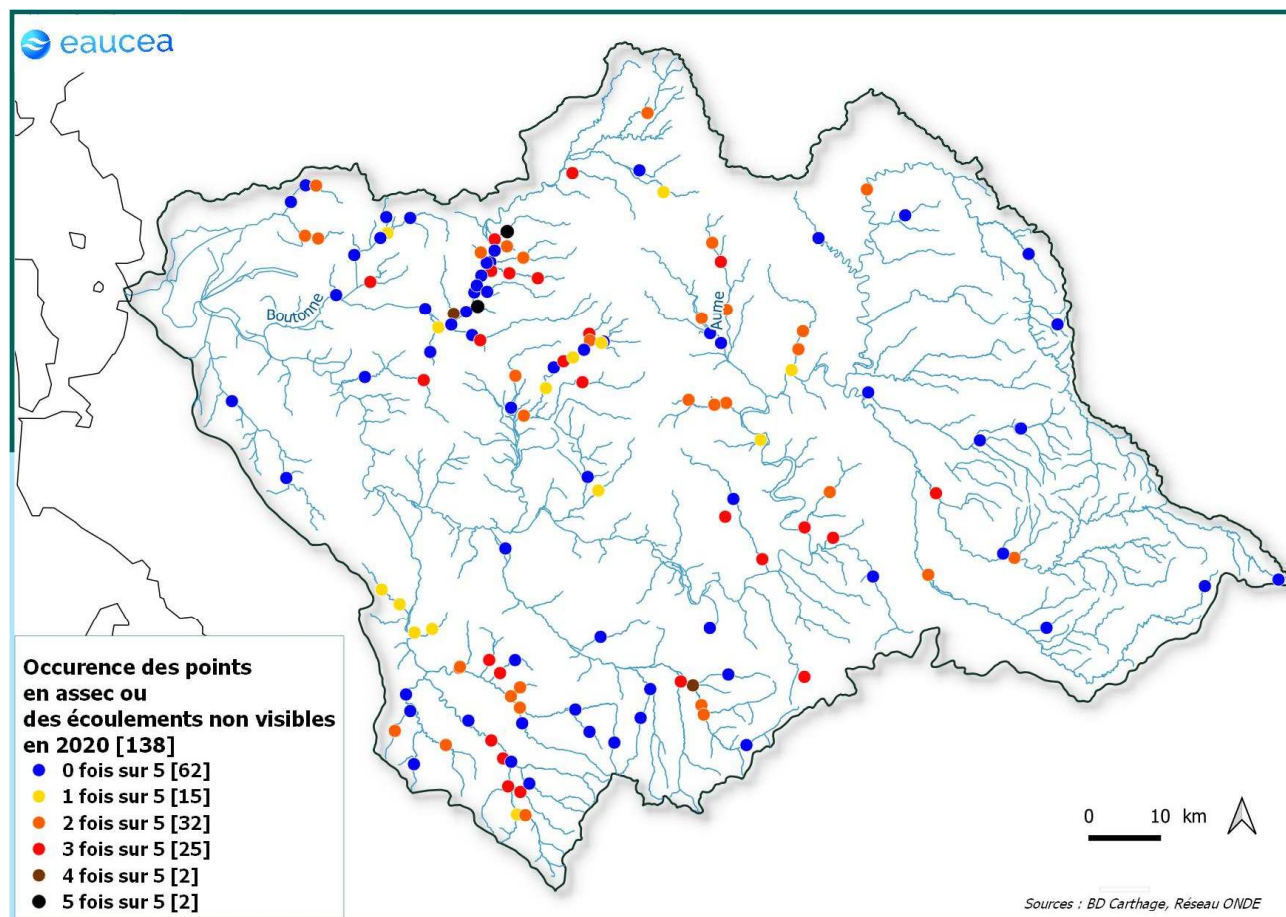 eaucea
Boutonne
Aume
Occurence des points
en assec ou
des écoulements non visibles
en 2020 [138]
0 fois sur 5 [62]
1 fois sur 5 [15]
2 fois sur 5 [32]
3 fois sur 5 [25]
4 fois sur 5 [2]
5 fois sur 5 [2]
0 10 km
Sources : BD Carthage, Réseau ONDE